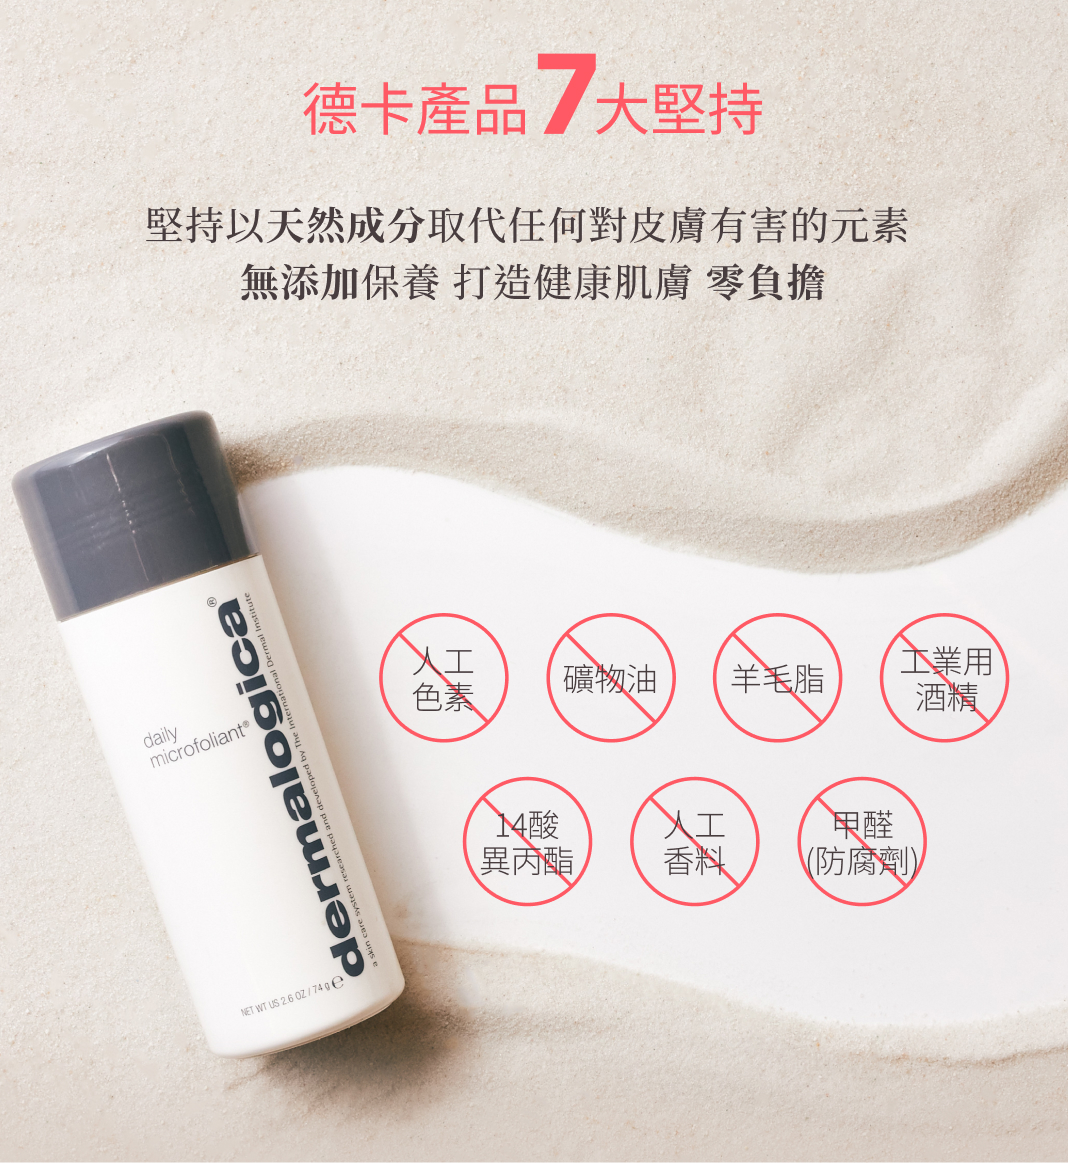 德卡產品7大堅持
堅持以天然成分取代任何對皮膚有害的元素
無添加保養 打造健康肌膚 零負擔
人工
色素
礦物油
羊毛脂
工業用
酒精
14酸
異丙酯
人工
香料
甲醛
(防腐劑)
daily
microfoliant®
dermalogica®
a skin care system researched and developed by The International Dermal Institute
NET WT US 2.6 OZ / 74 g ℮